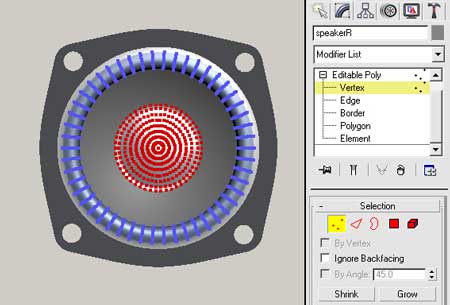 speakerR
Modifier List
Editable Poly
Vertex
Edge
Border
Polygon
Element
- Selection
By Vertex
Ignore Backfacing
By Angle: 45.0
Shrink Grow